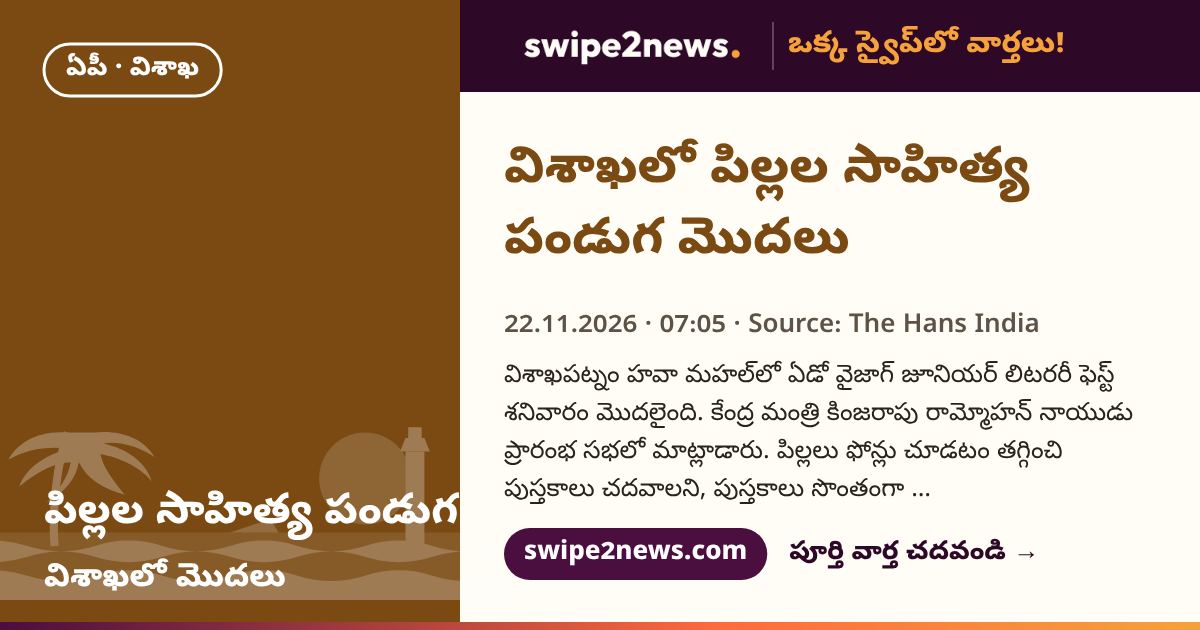 ఏపీ · విశాఖ
పిల్లల సాహిత్య పండుగ
విశాఖలో మొదలు
swipe2news.
ఒక్క స్వైప్‌లో వార్తలు!
విశాఖలో పిల్లల సాహిత్య
పండుగ మొదలు
22.11.2026 · 07:05 · Source: The Hans India
విశాఖపట్నం హవా మహల్‌లో ఏడో వైజాగ్ జూనియర్ లిటరరీ ఫెస్ట్
శనివారం మొదలైంది. కేంద్ర మంత్రి కింజరాపు రామ్మోహన్ నాయుడు
ప్రారంభ సభలో మాట్లాడారు. పిల్లలు ఫోన్లు చూడటం తగ్గించి
పుస్తకాలు చదవాలని, పుస్తకాలు సొంతంగా ...
swipe2news.com
పూర్తి వార్త చదవండి →